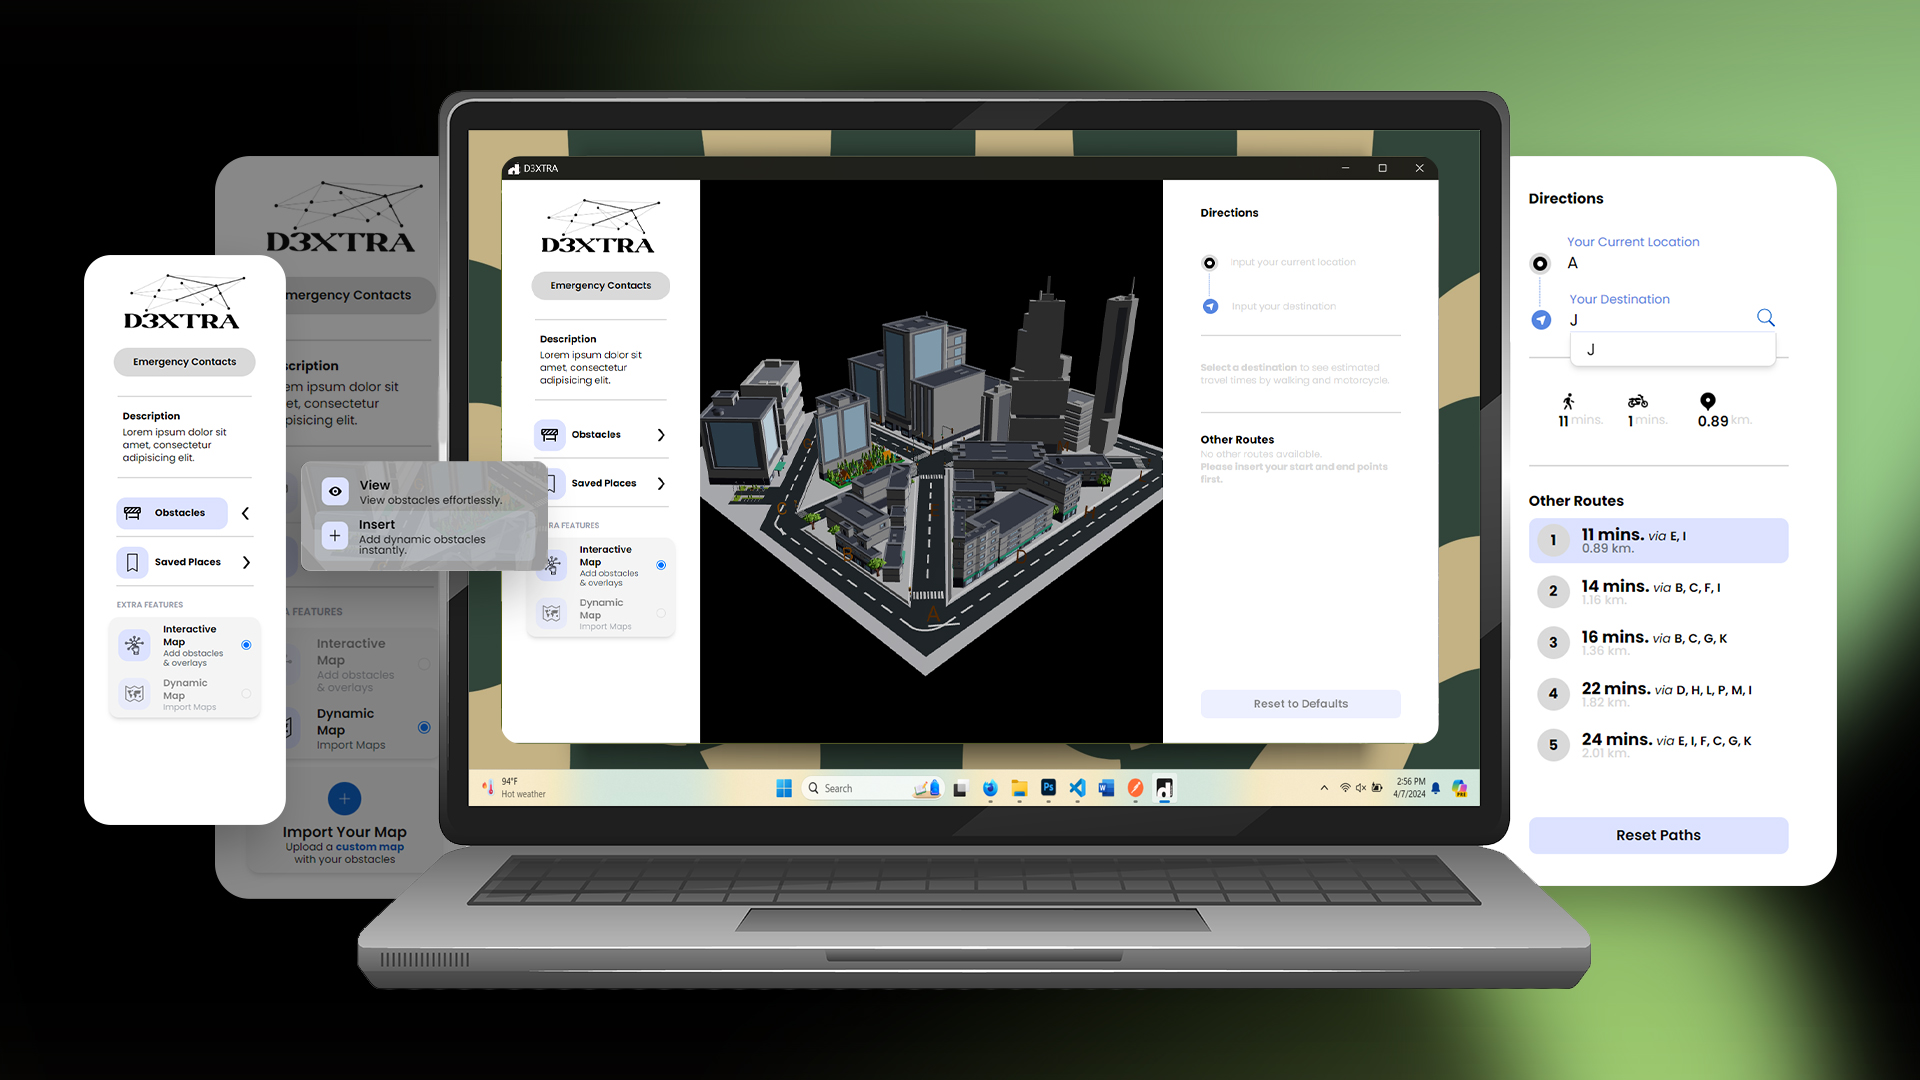 D3XTRA
Emergency Contacts
Description
Lorem ipsum dolor sit
amet, consectetur
adipisicing elit.
Obstacles
Saved Places
EXTRA FEATURES
Interactive
Map
Add obstacles
& overlays
Dynamic
Map
Import Maps
D3XTRA
mergency Contacts
scription
em ipsum dolor sit
et, consectetur
ipisicing elit.
A FEATURES
Interactive
Map
Add obstacles
& overlays
Dynamic
Map
Import Maps
Import Your Map
Upload a custom map
with your obstacles
View
View obstacles effortlessly.
Insert
Add dynamic obstacles
instantly.
D3XTRA
D3XTRA
Emergency Contacts
Description
Lorem ipsum dolor sit
amet, consectetur
adipisicing elit.
Obstacles
Saved Places
RA FEATURES
Interactive
Map
Add obstacles
& overlays
Dynamic
Map
Import Maps
C
B
A
D
H
Directions
Input your current location
Input your destination
Select a destination to see estimated
travel times by walking and motorcycle.
Other Routes
No other routes available.
Please insert your start and end points
first.
Reset to Defaults
94°F
Hot weather
Search
Ps
W
d
PRE
2:56 PM
4/7/2024
Directions
Your Current Location
A
Your Destination
J
J
11 mins.
1 mins.
0.89 km.
Other Routes
1
11 mins. via E, I
0.89 km.
2
14 mins. via B, C, F, I
1.16 km.
3
16 mins. via B, C, G, K
1.36 km.
4
22 mins. via D, H, L, P, M, I
1.82 km.
5
24 mins. via E, I, F, C, G, K
2.01 km.
Reset Paths